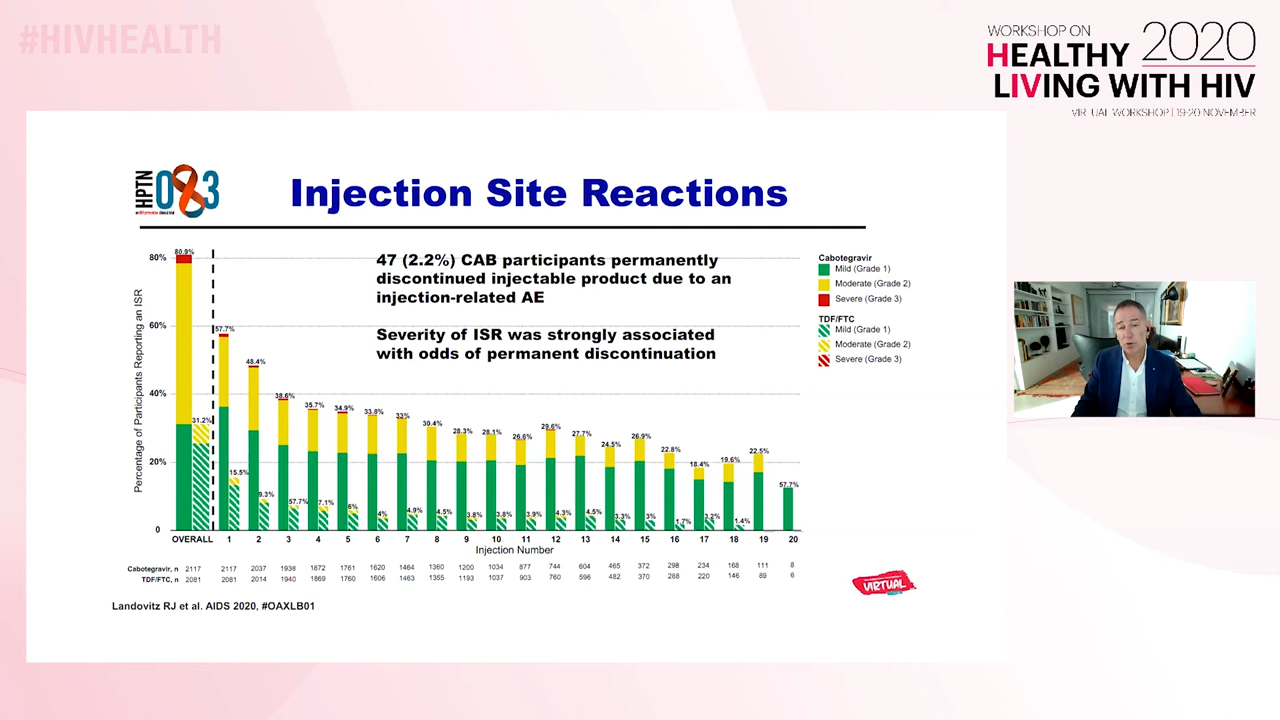 #HIVHEALTH
WORKSHOP ON
HEALTHY 2020
LIVING WITH HIV
VIRTUAL WORKSHOP | 19-20 NOVEMBER
HPTN 083
Injection Site Reactions
47 (2.2%) CAB participants permanently
discontinued injectable product due to an
injection-related AE
Severity of ISR was strongly associated
with odds of permanent discontinuation
Cabotegravir
Mild (Grade 1)
Moderate (Grade 2)
Severe (Grade 3)
TDF/FTC
Mild (Grade 1)
Moderate (Grade 2)
Severe (Grade 3)
Percentage of Participants Reporting an ISR
80%
60%
40%
20%
0
80.9% 57.7% 48.4% 38.6% 35.7% 34.9% 33.8% 33% 30.4% 28.3% 28.1% 26.6% 29.6% 27.7% 24.5% 26.9% 22.8% 18.4% 19.6% 22.5% 57.7%
31.2% 15.5% 9.3% 57.7% 7.1% 6% 4% 4.9% 4.5% 3.8% 3.8% 3.9% 4.3% 4.5% 3.3% 3% 1.7% 3.2% 1.4%
OVERALL 1 2 3 4 5 6 7 8 9 10 11 12 13 14 15 16 17 18 19 20
Injection Number
Cabotegravir, n 2117 2117 2037 1938 1872 1761 1620 1464 1360 1200 1034 877 744 604 465 372 298 234 168 111 8
TDF/FTC, n 2081 2081 2014 1940 1869 1760 1606 1463 1355 1193 1037 903 760 596 482 370 288 220 146 89 6
VIRTUAL
Landovitz RJ et al. AIDS 2020, #OAXLB01